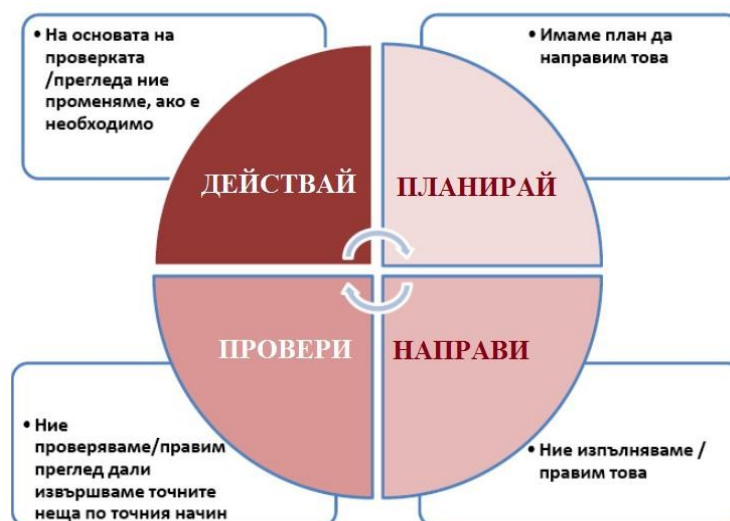 • На основата на
проверката
/прегледа ние
променяме, ако е
необходимо
• Имаме план да
направим това
ДЕЙСТВАЙ
ПЛАНИРАЙ
ПРОВЕРИ
НАПРАВИ
• Ние
проверяваме/правим
преглед дали
извършваме точните
неща по точния начин
• Ние изпълняваме /
правим това